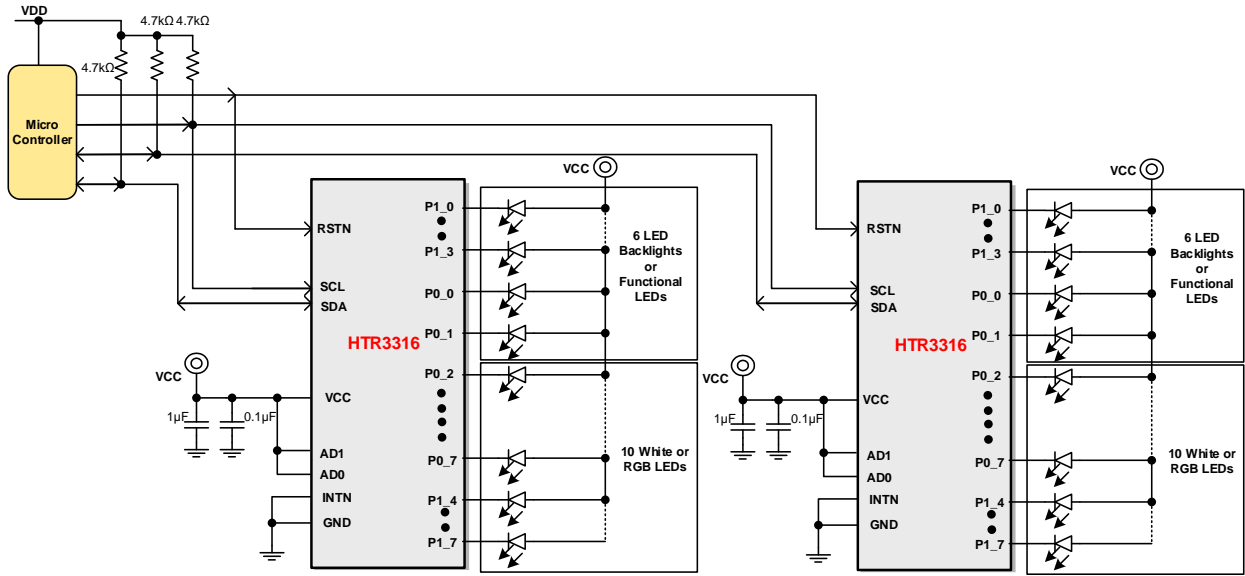 VDD
4.7kΩ 4.7kΩ
4.7kΩ
Micro
Controller
VCC
P1_0
RSTN
P1_3
SCL
P0_0
SDA
P0_1
HTR3316
P0_2
6 LED
Backlights
or
Functional
LEDs
VCC
1μF
0.1μF
VCC
AD1
P0_7
AD0
INTN
P1_4
GND
P1_7
10 White or
RGB LEDs
VCC
P1_0
RSTN
P1_3
SCL
P0_0
SDA
P0_1
HTR3316
P0_2
6 LED
Backlights
or
Functional
LEDs
VCC
1μF
0.1μF
VCC
AD1
P0_7
AD0
INTN
P1_4
GND
P1_7
10 White or
RGB LEDs